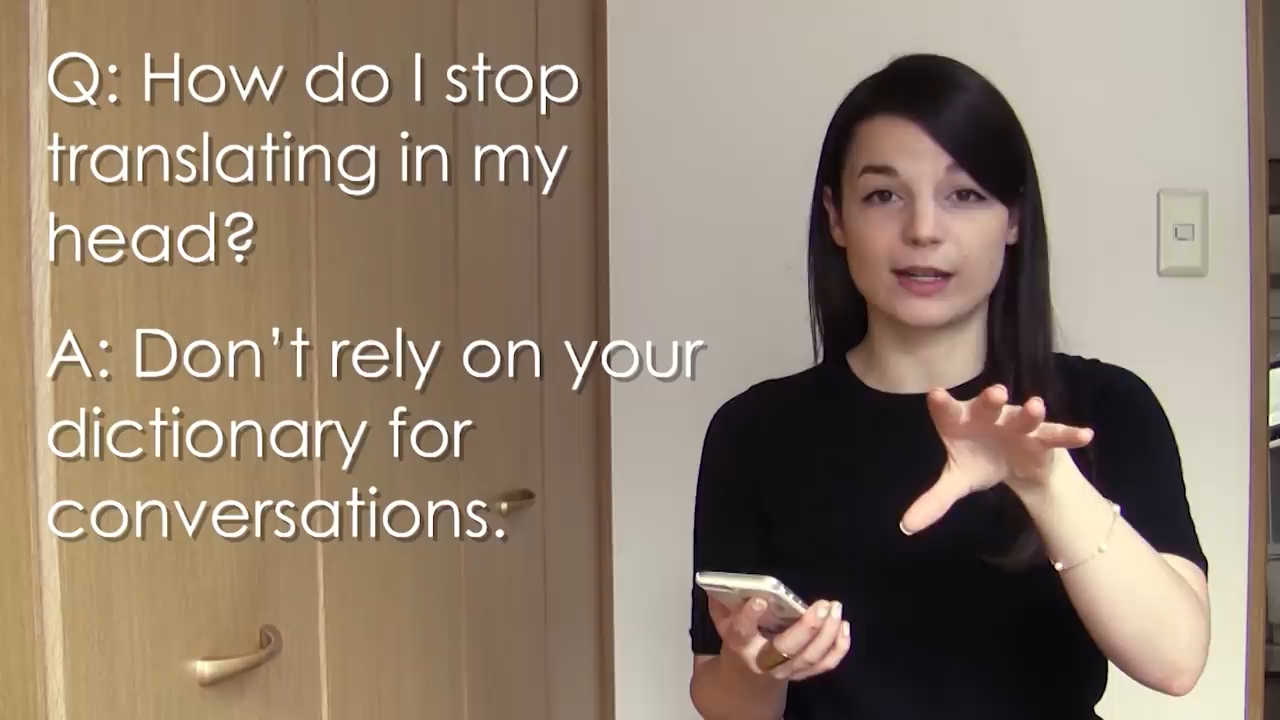 Q: How do I stop
translating in my
head?
A: Don’t rely on your
dictionary for
conversations.